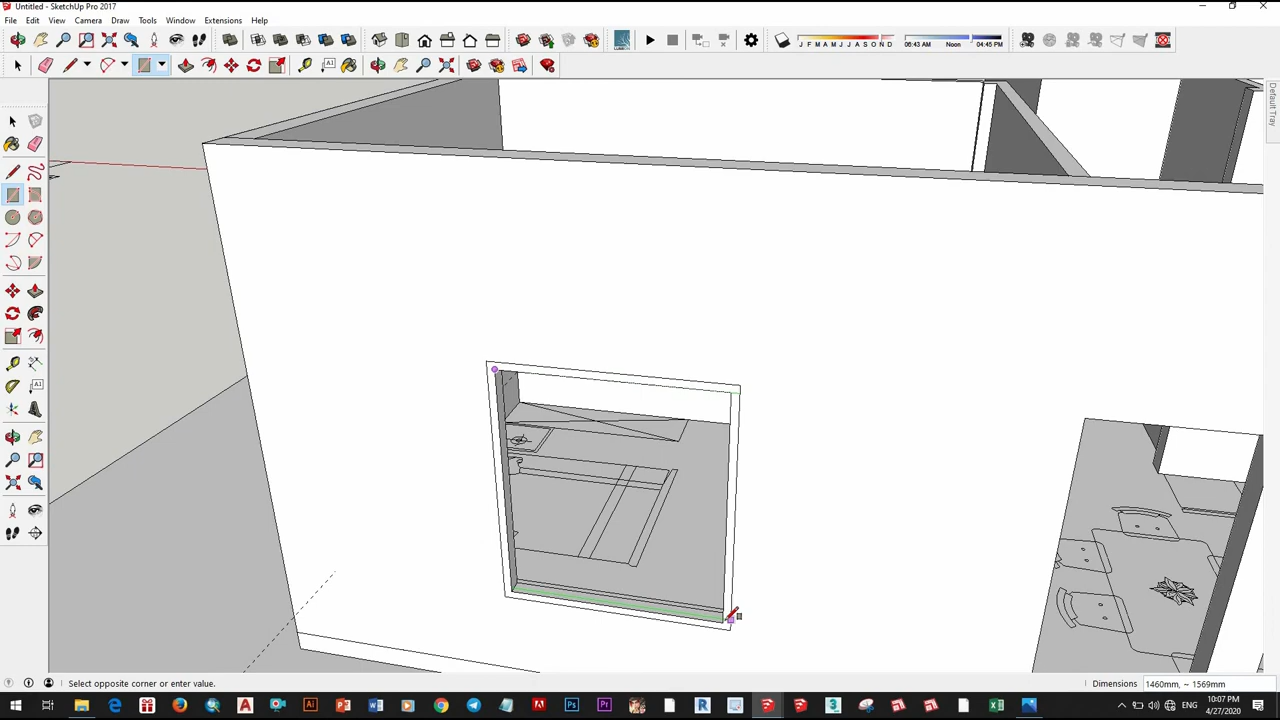 Untitled - SketchUp Pro 2017
File Edit View Camera Draw Tools Window Extensions Help
J F M A M J J A S O N D 06:43 AM Noon 04:45 PM
Default Tray
Select opposite corner or enter value. Dimensions 1460mm, ~ 1569mm
ENG 10:07 PM
4/27/2020